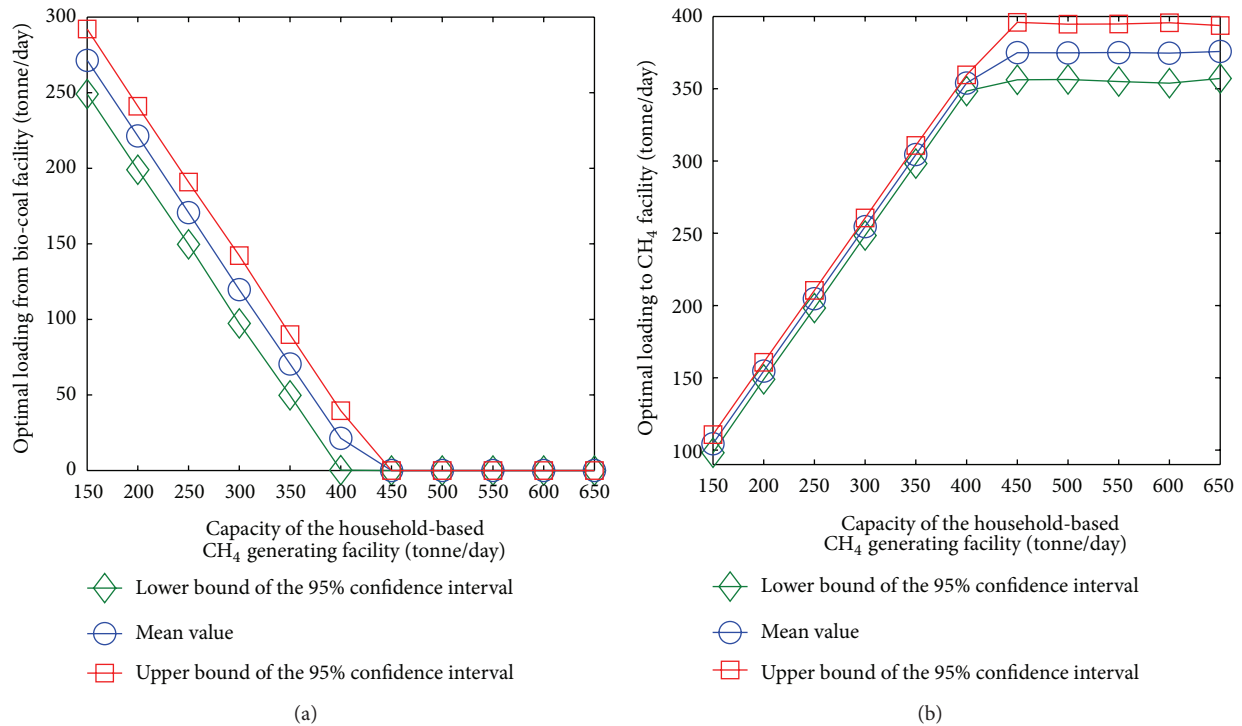 Optimal loading from bio-coal facility (tonne/day)
300
250
200
150
100
50
0
150 200 250 300 350 400 450 500 550 600 650
Capacity of the household-based
CH₄ generating facility (tonne/day)
Lower bound of the 95% confidence interval
Mean value
Upper bound of the 95% confidence interval
(a)
Optimal loading to CH₄ facility (tonne/day)
400
350
300
250
200
150
100
150 200 250 300 350 400 450 500 550 600 650
Capacity of the household-based
CH₄ generating facility (tonne/day)
Lower bound of the 95% confidence interval
Mean value
Upper bound of the 95% confidence interval
(b)